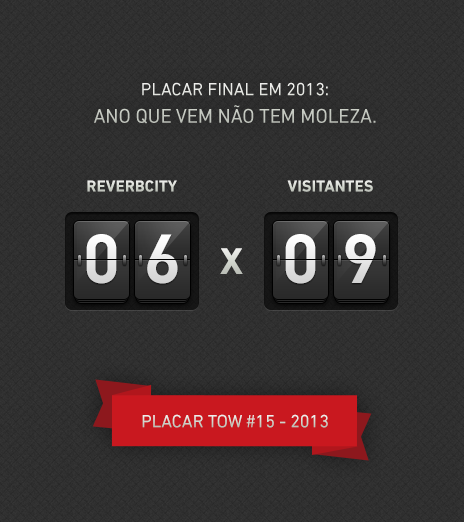 PLACAR FINAL EM 2013:
ANO QUE VEM NÃO TEM MOLEZA.
REVERBCITY VISITANTES
06 X 09
PLACAR TOW #15 - 2013